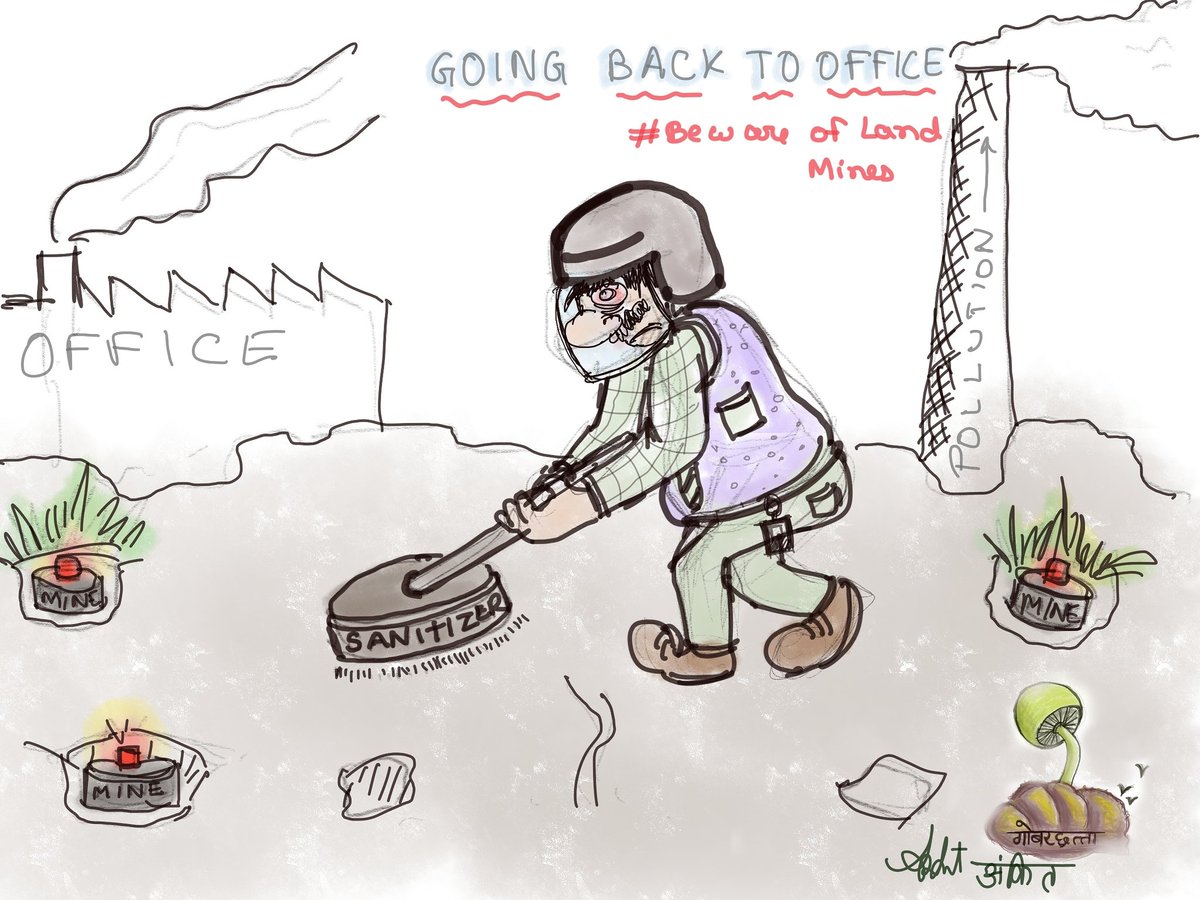 GOING BACK TO OFFICE
#Beware of Land
Mines
OFFICE
POLLUTION
MINE
SANITIZER
MINE
MINE
गोबरछत्ता
अंकित